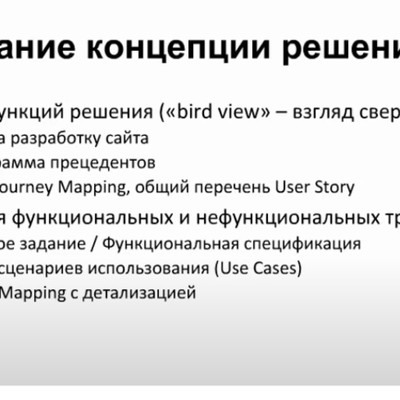 ание концепции решени
ункций решения («bird view» – взгляд свер
а разработку сайта
рамма прецедентов
ourney Mapping, общий перечень User Story
я функциональных и нефункциональных тр
ое задание / Функциональная спецификация
сценариев использования (Use Cases)
Mapping с детализацией